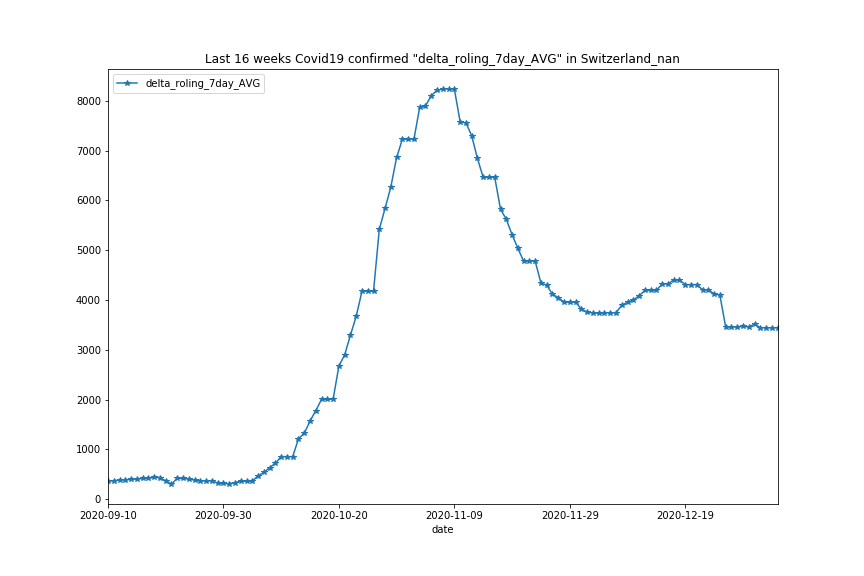 Last 16 weeks Covid19 confirmed "delta_roling_7day_AVG" in Switzerland_nan
delta_roling_7day_AVG
8000
7000
6000
5000
4000
3000
2000
1000
0
2020-09-10 2020-09-30 2020-10-20 2020-11-09 2020-11-29 2020-12-19
date